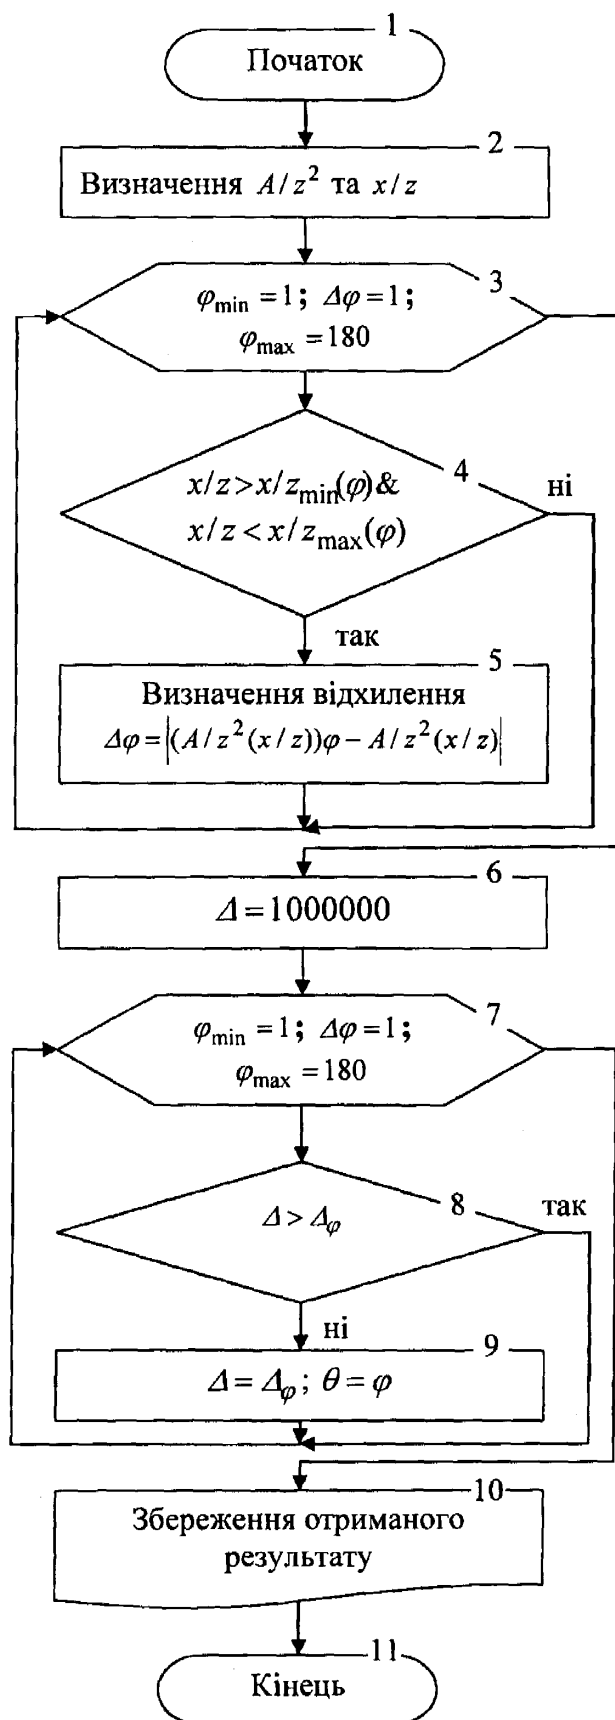 1
Початок
2
Визначення A/z² та x/z
3
φmin = 1; Δφ = 1;
φmax = 180
4
x/z > x/zmin(φ) &
x/z < x/zmax(φ)
ні
так
5
Визначення відхилення
Δφ = |(A/z²(x/z))φ − A/z²(x/z)|
6
Δ = 1000000
7
φmin = 1; Δφ = 1;
φmax = 180
8
так
Δ > Δφ
ні
9
Δ = Δφ; θ = φ
10
Збереження отриманого
результату
11
Кінець